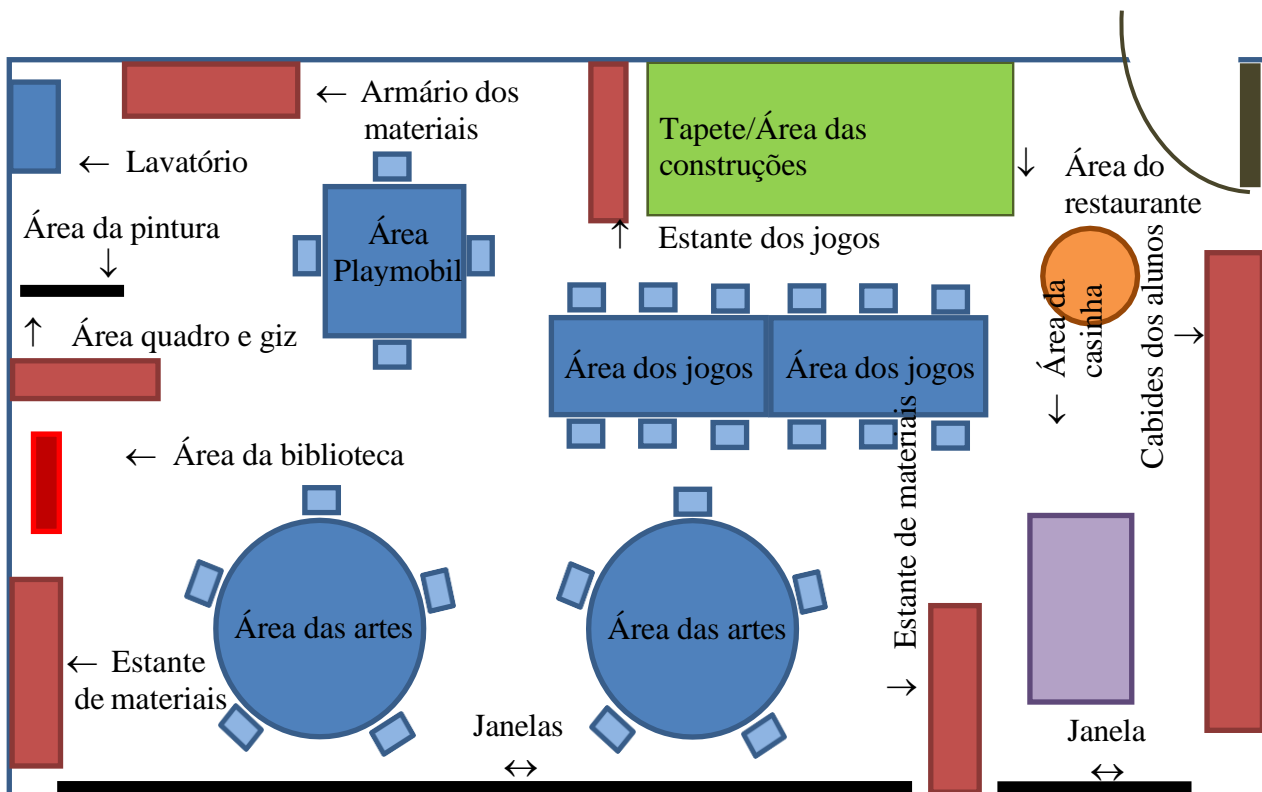 ← Armário dos
materiais
← Lavatório
Tapete/Área das
construções
↓ Área do
restaurante
Área da pintura
↓
Área
Playmobil
↑ Estante dos jogos
↑ Área quadro e giz
Área dos jogos
Área dos jogos
← Área da
casinha
Cabides dos alunos
→
← Área da biblioteca
Estante de materiais
→
Área das artes
Área das artes
← Estante
de materiais
Janelas
↔
Janela
↔